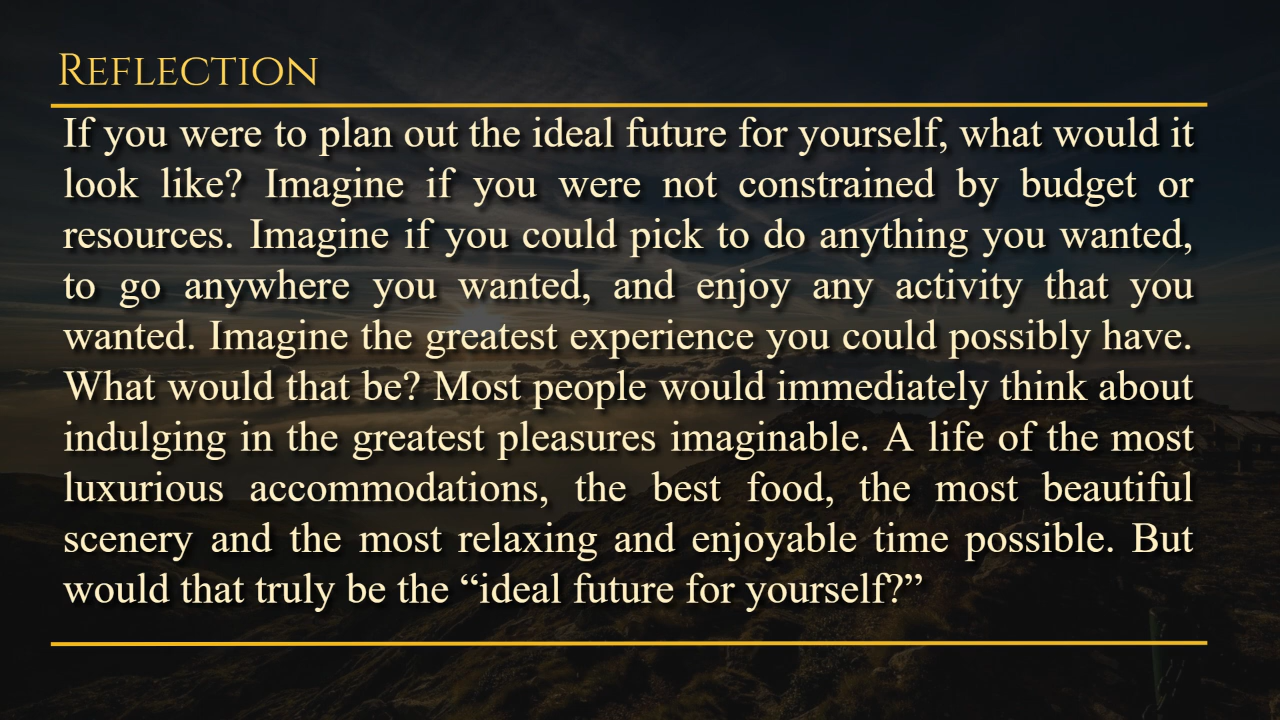 Reflection
If you were to plan out the ideal future for yourself, what would it
look like? Imagine if you were not constrained by budget or
resources. Imagine if you could pick to do anything you wanted,
to go anywhere you wanted, and enjoy any activity that you
wanted. Imagine the greatest experience you could possibly have.
What would that be? Most people would immediately think about
indulging in the greatest pleasures imaginable. A life of the most
luxurious accommodations, the best food, the most beautiful
scenery and the most relaxing and enjoyable time possible. But
would that truly be the “ideal future for yourself?”